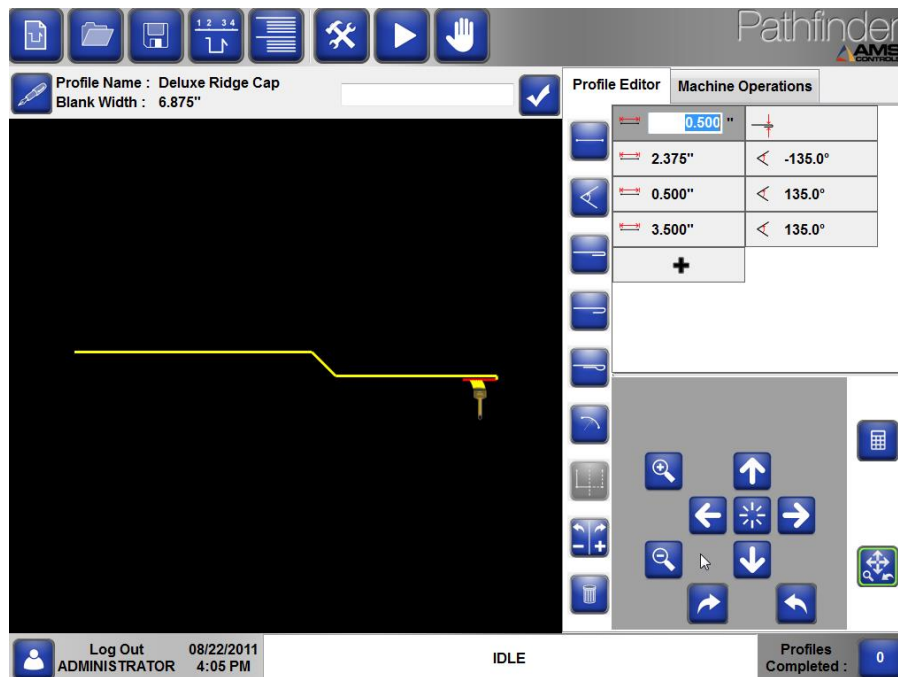 1 2 3 4
Pathfinder
AMS
CONTROLS
Profile Name : Deluxe Ridge Cap
Blank Width : 6.875"
Profile Editor
Machine Operations
0.500 "
2.375" -135.0°
0.500" 135.0°
3.500" 135.0°
Log Out
ADMINISTRATOR
08/22/2011
4:05 PM
IDLE
Profiles
Completed :
0